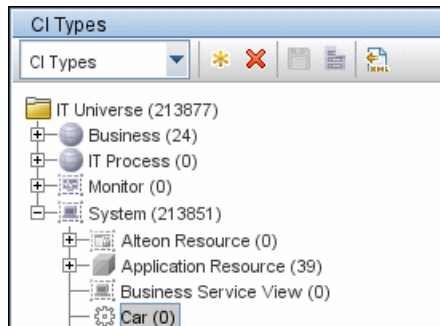 CI Types
CI Types
XML
IT Universe (213877)
Business (24)
IT Process (0)
Monitor (0)
System (213851)
Alteon Resource (0)
Application Resource (39)
Business Service View (0)
Car (0)